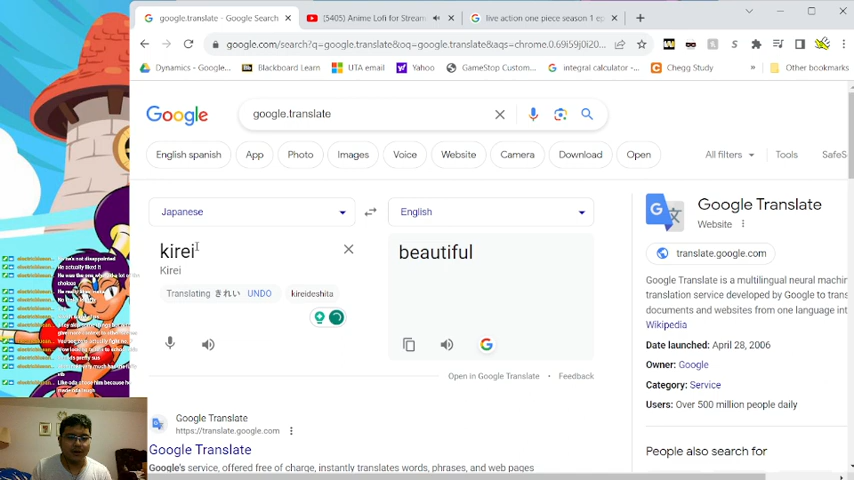 google.translate - Google Search
(5405) Anime Lofi for Stream
live action one piece season 1 ep
google.com/search?q=google.translate&oq=google.translate&aqs=chrome.0.69i59j0i20...
Dynamics - Google...
Blackboard Learn
UTA email
Yahoo
GameStop Custom...
integral calculator -...
Chegg Study
»
Other bookmarks
Google
google.translate
English spanish
App
Photo
Images
Voice
Website
Camera
Download
Open
All filters
Tools
SafeS
Japanese
English
kirei
Kirei
Translating きれい UNDO
kireideshita
beautiful
Open in Google Translate • Feedback
Google Translate
https://translate.google.com
Google Translate
Google's service, offered free of charge, instantly translates words, phrases, and web pages
Google Translate
Website
translate.google.com
Google Translate is a multilingual neural machin
translation service developed by Google to trans
documents and websites from one language int
Wikipedia
Date launched: April 28, 2006
Owner: Google
Category: Service
Users: Over 500 million people daily
People also search for